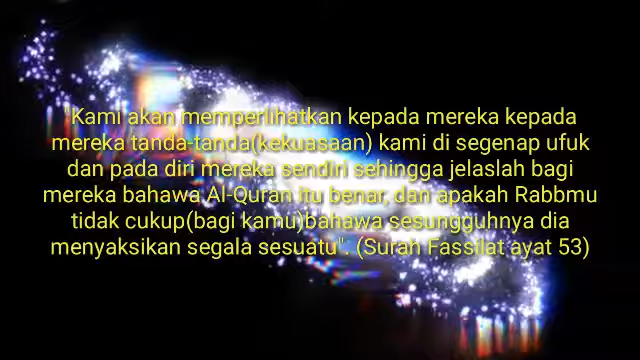 "Kami akan memperlihatkan kepada mereka kepada
mereka tanda-tanda(kekuasaan) kami di segenap ufuk
dan pada diri mereka sendiri sehingga jelaslah bagi
mereka bahawa Al-Quran itu benar, dan apakah Rabbmu
tidak cukup(bagi kamu)bahawa sesungguhnya dia
menyaksikan segala sesuatu". (Surah Fassilat ayat 53)